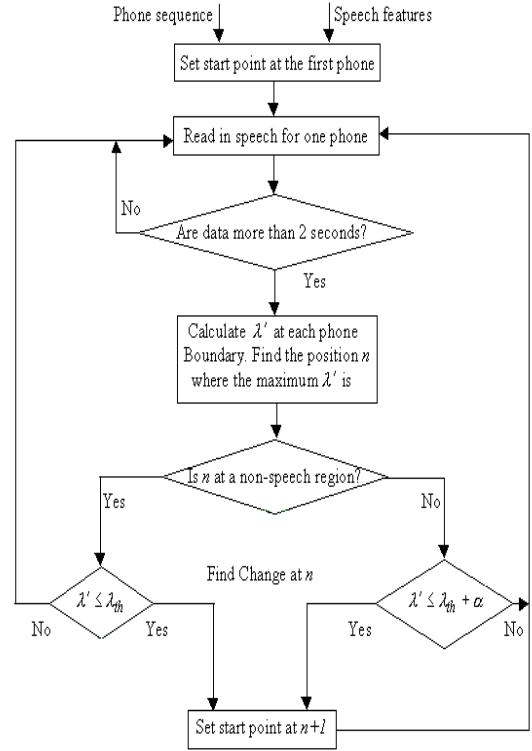 Phone sequence
Speech features
Set start point at the first phone
Read in speech for one phone
No
Are data more than 2 seconds?
Yes
Calculate λ′ at each phone
Boundary. Find the position n
where the maximum λ′ is
Is n at a non-speech region?
Yes
No
Find Change at n
λ′ ≤ λth
λ′ ≤ λth + α
No
Yes
Yes
No
Set start point at n+1